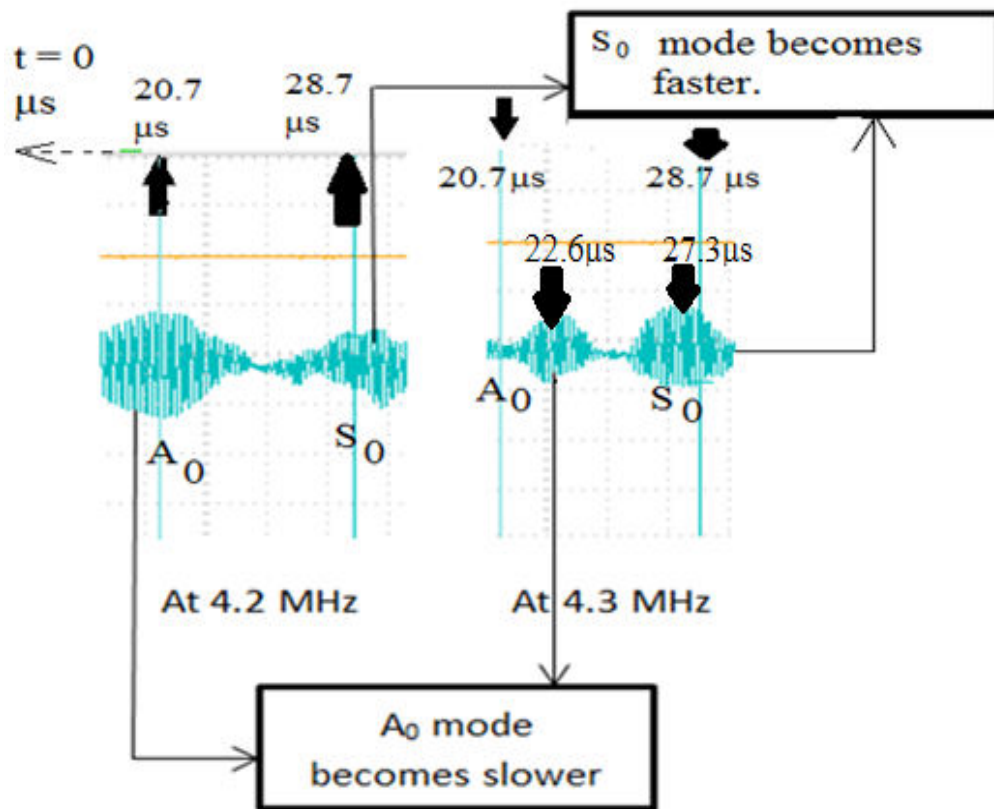 t = 0
μs
20.7
μs
28.7
μs
S₀ mode becomes
faster.
20.7μs
28.7 μs
22.6μs
27.3μs
A₀
S₀
A₀
S₀
At 4.2 MHz
At 4.3 MHz
A₀ mode
becomes slower